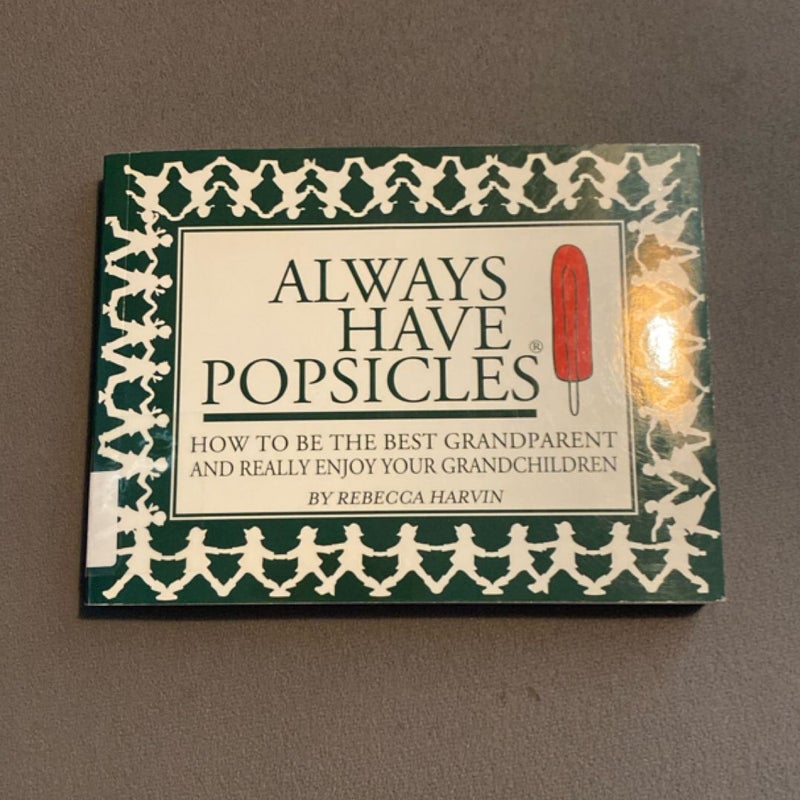 ALWAYS
HAVE
POPSICLES®
HOW TO BE THE BEST GRANDPARENT
AND REALLY ENJOY YOUR GRANDCHILDREN
BY REBECCA HARVIN